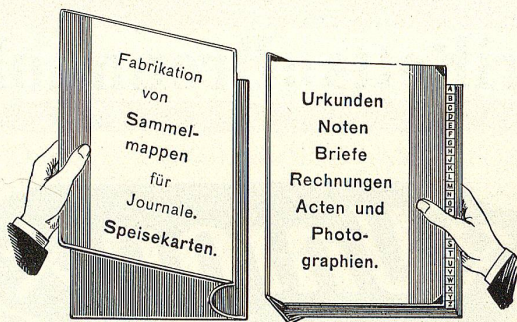 Fabrikation
von
Sammel-
mappen
für
Journale.
Speisekarten.
Urkunden
Noten
Briefe
Rechnungen
Acten und
Photo-
graphien.
A
B
C
D
E
F
G
H
J
K
L
M
N
O
P
S
T
U
V
W
X
Y
Z